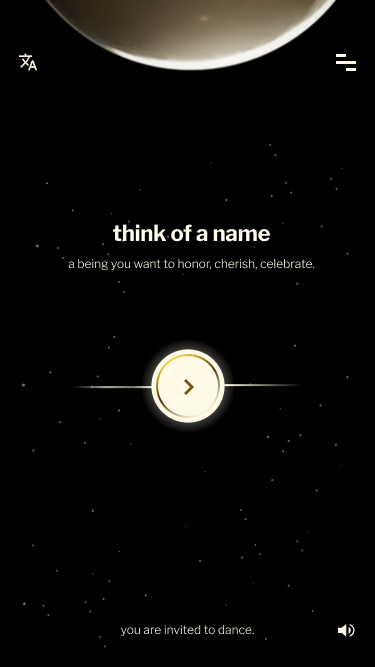 think of a name
a being you want to honor, cherish, celebrate.
you are invited to dance.